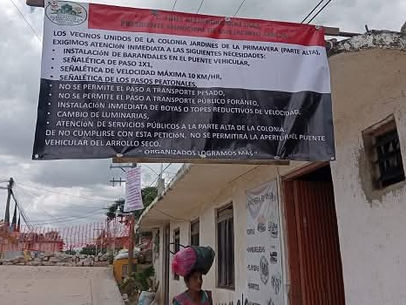 LOS VECINOS UNIDOS DE LA COLONIA JARDINES DE LA PRIMAVERA (PARTE ALTA),
EXIGIMOS ATENCIÓN INMEDIATA A LAS SIGUIENTES NECESIDADES:
• INSTALACIÓN DE BARANDALES EN EL PUENTE VEHICULAR,
SEÑALÉTICA DE PASO 1X1,
• SEÑALÉTICA DE VELOCIDAD MÁXIMA 10 KM/HR,
• SEÑALÉTICA DE LOS PASOS PEATONALES,
• NO SE PERMITE EL PASO A TRANSPORTE PESADO,
• NO SE PERMITE EL PASO A TRANSPORTE PÚBLICO FORÁNEO,
• INSTALACIÓN INMEDIATA DE BOYAS O TOPES REDUCTIVOS DE VELOCIDAD,
• CAMBIO DE LUMINARIAS,
• ATENCIÓN DE SERVICIOS PÚBLICOS A LA PARTE ALTA DE LA COLONIA.
DE NO CUMPLIRSE CON ESTA PETICIÓN, NO SE PERMITIRÁ LA APERTURA DEL PUENTE
VEHICULAR DEL ARROLLO SECO.
"ORGANIZADOS LOGRAMOS MÁS"